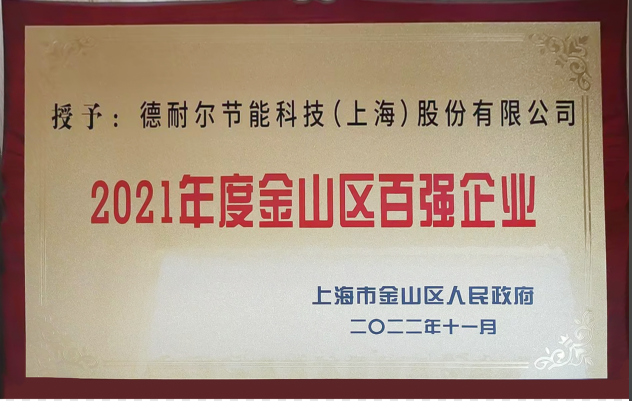 授予：德耐尔节能科技（上海）股份有限公司
2021年度金山区百强企业
上海市金山区人民政府
二〇二二年十一月